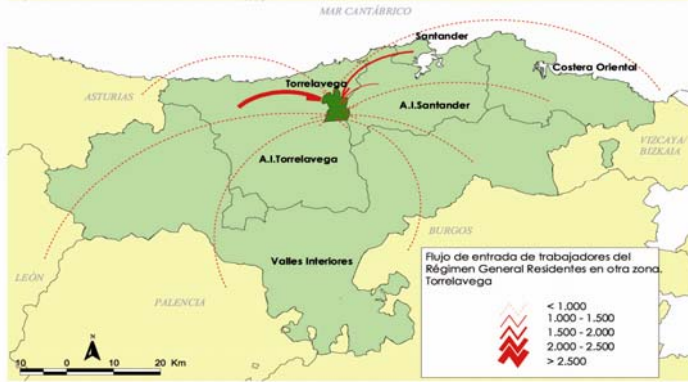 MAR CANTÁBRICO
Santander
Costera Oriental
Torrelavega
ASTURIAS
A.I.Santander
VIZCAYA/
BIZKAIA
A.I.Torrelavega
BURGOS
Valles Interiores
LEÓN
PALENCIA
Flujo de entrada de trabajadores del
Régimen General Residentes en otra zona.
Torrelavega
< 1.000
1.000 - 1.500
1.500 - 2.000
2.000 - 2.500
> 2.500
N
10 0 10 20 Km